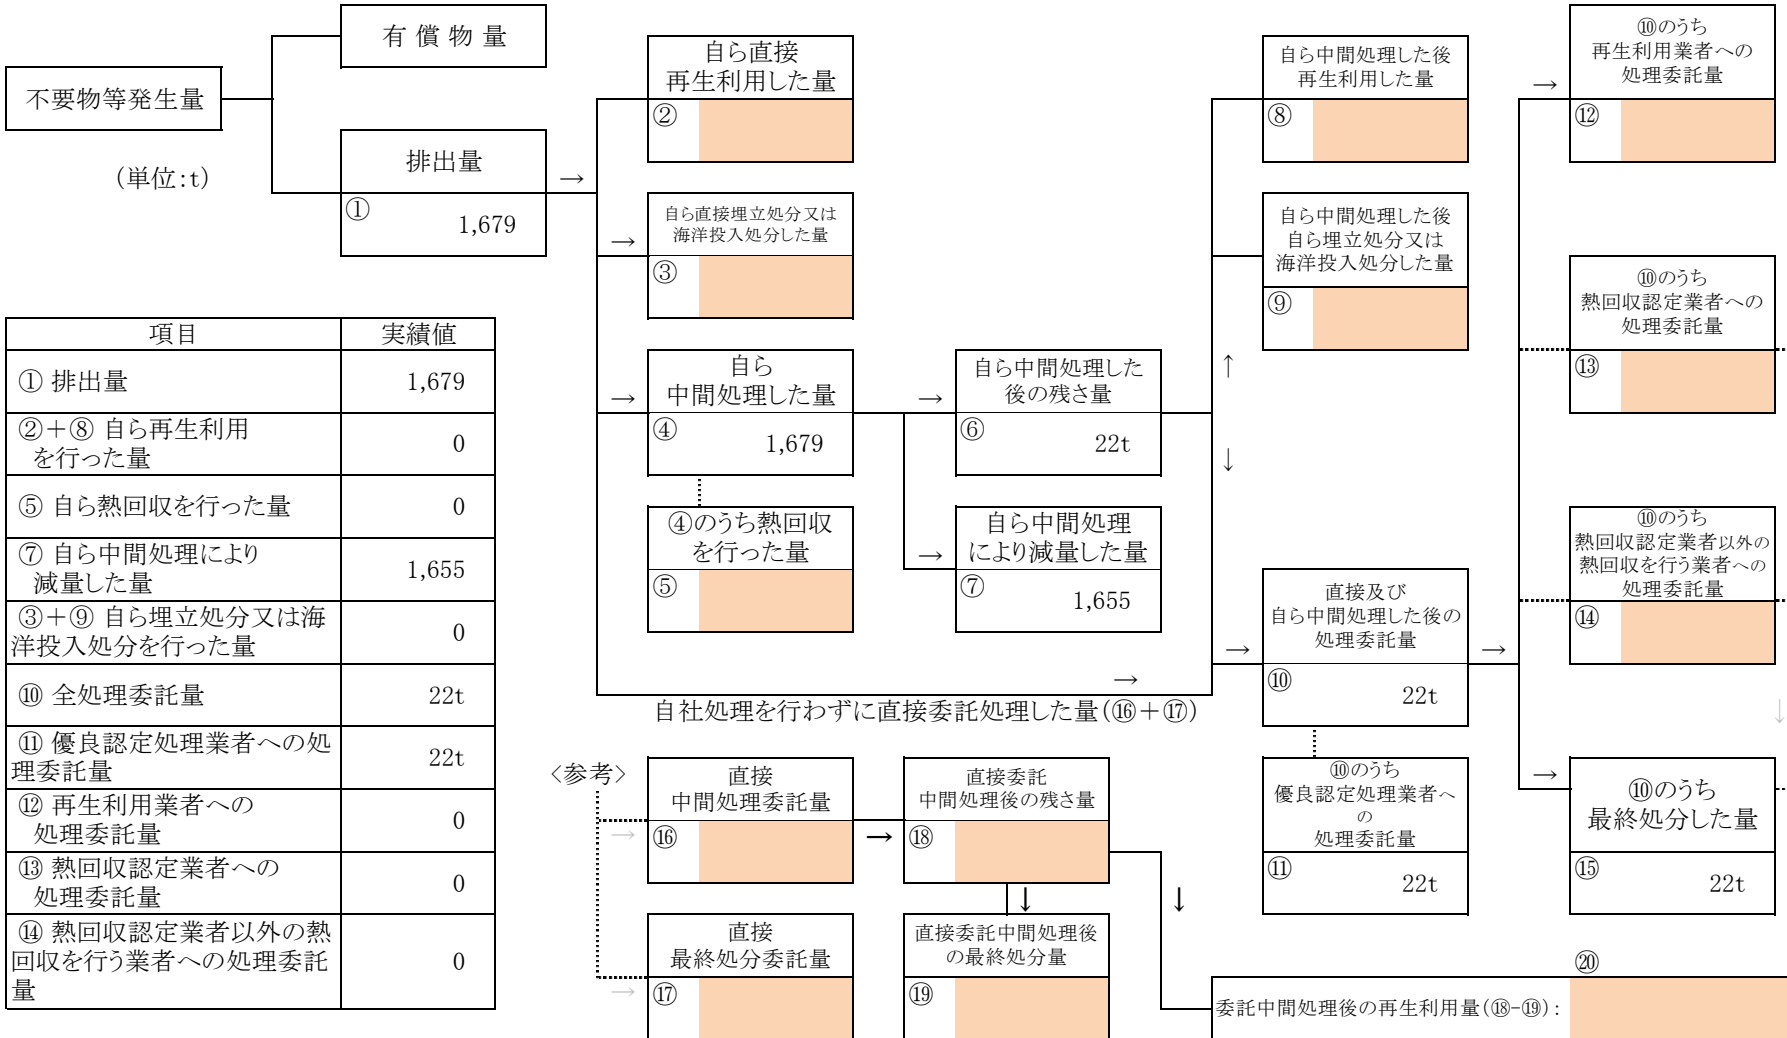 有 償 物 量
不要物等発生量
(単位:t)
排出量
①
1,679
→
自ら直接
再生利用した量
②
自ら直接埋立処分又は
海洋投入処分した量
→
③
自ら
中間処理した量
→
④
1,679
④のうち熱回収
を行った量
⑤
自ら中間処理した
後の残さ量
→
⑥
22t
自ら中間処理
により減量した量
→
⑦
1,655
↑
↓
自ら中間処理した後
再生利用した量
⑧
自ら中間処理した後
自ら埋立処分又は
海洋投入処分した量
⑨
直接及び
自ら中間処理した後の
処理委託量
→
→
⑩
22t
⑩のうち
優良認定処理業者へ
の
処理委託量
⑪
22t
⑩のうち
再生利用業者への
処理委託量
→
⑫
⑩のうち
熱回収認定業者への
処理委託量
⑬
⑩のうち
熱回収認定業者以外の
熱回収を行う業者への
処理委託量
⑭
↓
→
⑩のうち
最終処分した量
⑮
22t
→
自社処理を行わずに直接委託処理した量(⑯+⑰)
項目 実績値
① 排出量 1,679
②+⑧ 自ら再生利用
を行った量 0
⑤ 自ら熱回収を行った量 0
⑦ 自ら中間処理により
減量した量 1,655
③+⑨ 自ら埋立処分又は海
洋投入処分を行った量 0
⑩ 全処理委託量 22t
⑪ 優良認定処理業者への処
理委託量 22t
⑫ 再生利用業者への
処理委託量 0
⑬ 熱回収認定業者への
処理委託量 0
⑭ 熱回収認定業者以外の熱
回収を行う業者への処理委託
量 0
<参考>
直接
中間処理委託量
→
⑯
→
直接委託
中間処理後の残さ量
⑱
↓
↓
直接
最終処分委託量
→
⑰
直接委託中間処理後
の最終処分量
⑲
⑳
委託中間処理後の再生利用量(⑱-⑲):